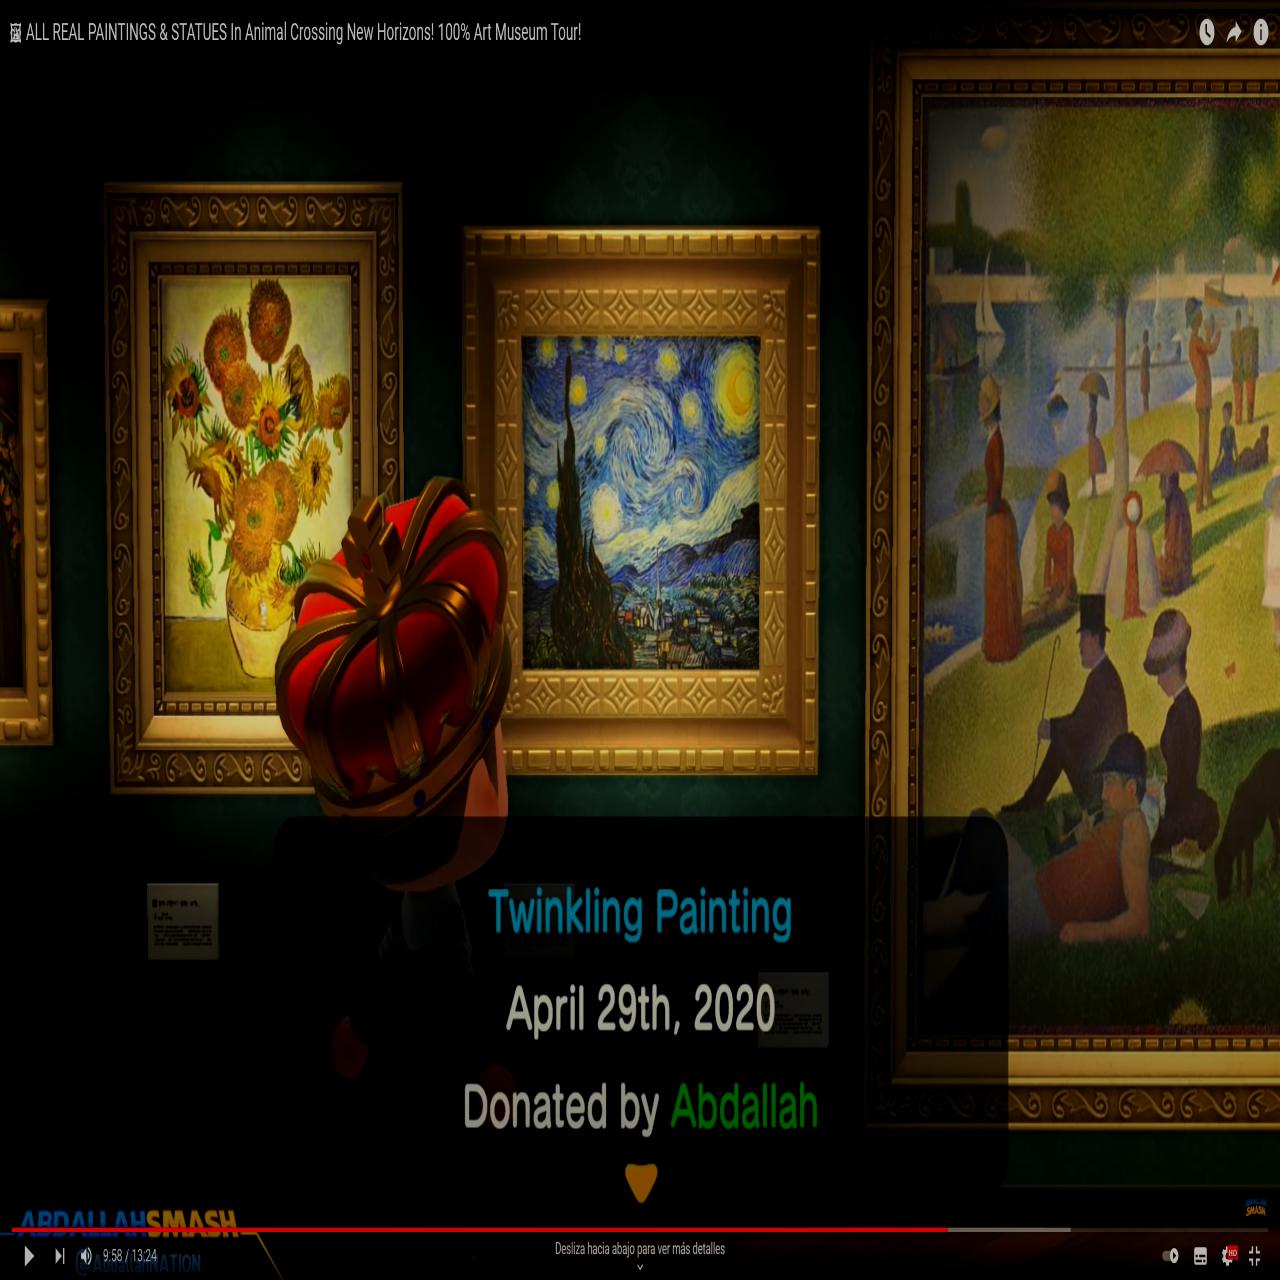 ALL REAL PAINTINGS & STATUES In Animal Crossing New Horizons! 100% Art Museum Tour!
Twinkling Painting
April 29th, 2020
Donated by Abdallah
ABDALLAHSMASH
@AbdallahNATION
9:58 / 13:24
Desliza hacia abajo para ver más detalles
HD